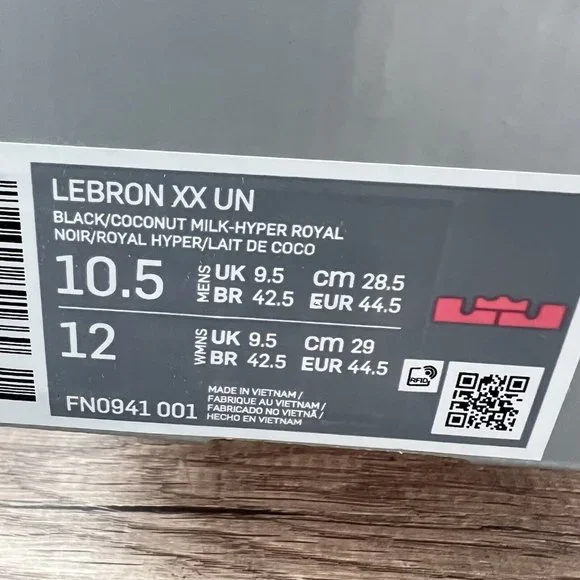 LEBRON XX UN
BLACK/COCONUT MILK-HYPER ROYAL
NOIR/ROYAL HYPER/LAIT DE COCO
10.5 MENS UK 9.5 CM 28.5
BR 42.5 EUR 44.5
12 WMNS UK 9.5 CM 29
BR 42.5 EUR 44.5
RFID
FN0941 001
MADE IN VIETNAM /
FABRIQUE AU VIETNAM /
FABRICADO NO VIETNÃ /
HECHO EN VIETNAM